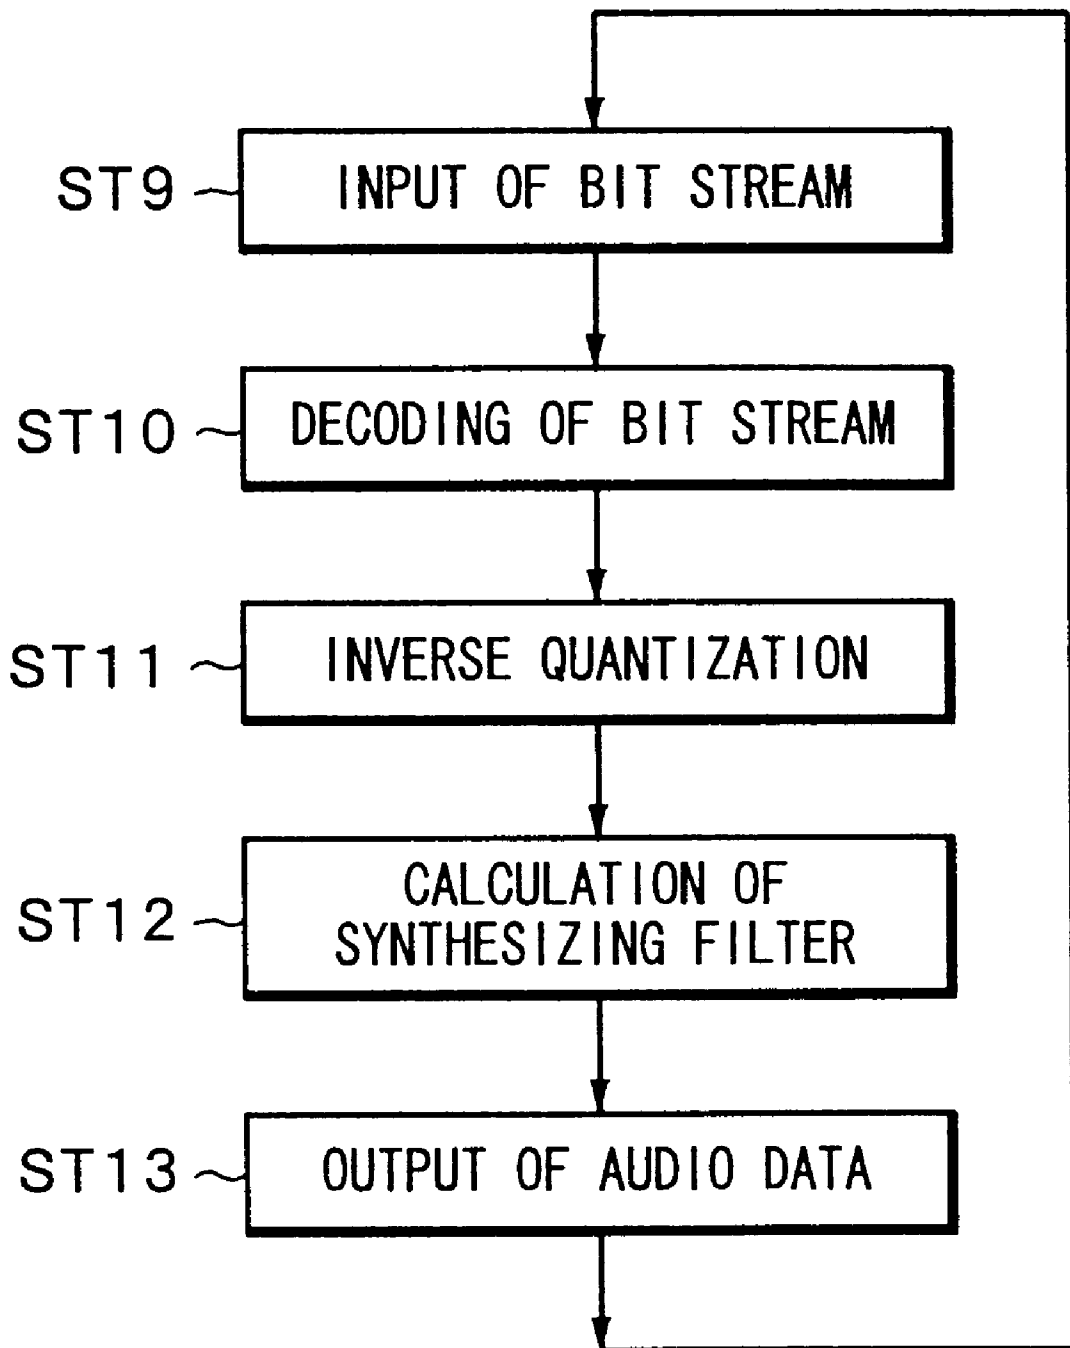 ST9 INPUT OF BIT STREAM
ST10 DECODING OF BIT STREAM
ST11 INVERSE QUANTIZATION
ST12 CALCULATION OF
SYNTHESIZING FILTER
ST13 OUTPUT OF AUDIO DATA